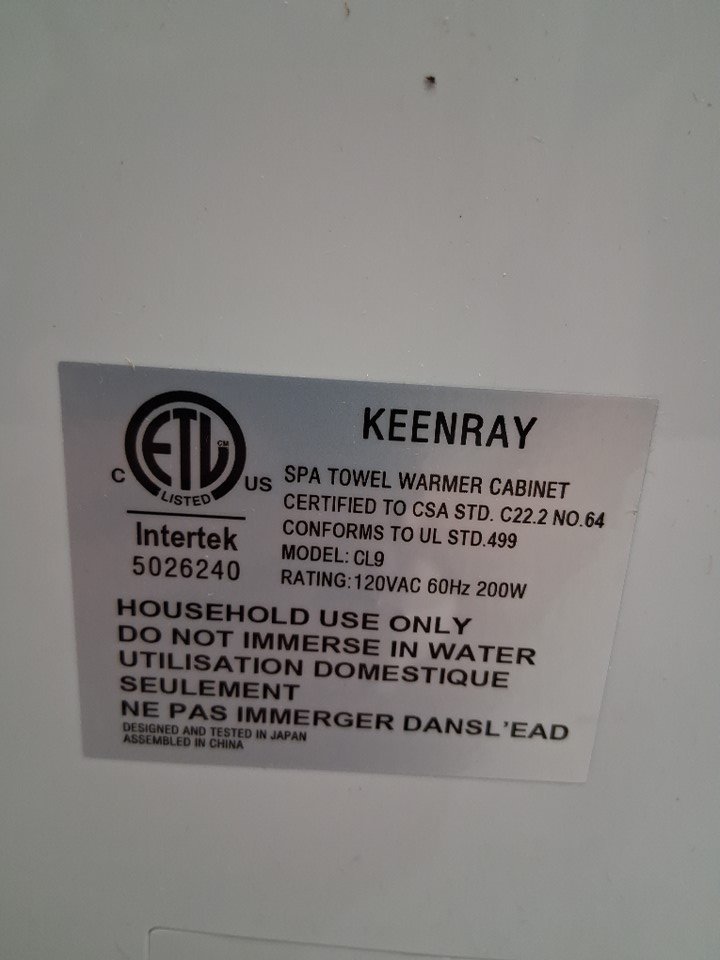 KEENRAY
ETL CM
C LISTED US
Intertek
5026240
SPA TOWEL WARMER CABINET
CERTIFIED TO CSA STD. C22.2 NO.64
CONFORMS TO UL STD.499
MODEL: CL9
RATING:120VAC 60Hz 200W
HOUSEHOLD USE ONLY
DO NOT IMMERSE IN WATER
UTILISATION DOMESTIQUE
SEULEMENT
NE PAS IMMERGER DANSL'EAD
DESIGNED AND TESTED IN JAPAN
ASSEMBLED IN CHINA